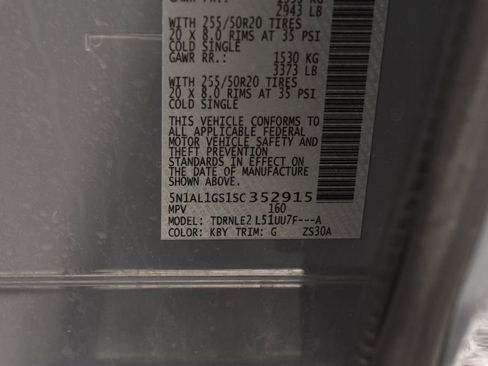 GAWR FR.:
2943 LB
WITH 255/50R20 TIRES
20 X 8.0 RIMS AT 35 PSI
COLD SINGLE
GAWR RR.: 1530 KG
3373 LB
WITH 255/50R20 TIRES
20 X 8.0 RIMS AT 35 PSI
COLD SINGLE
THIS VEHICLE CONFORMS TO
ALL APPLICABLE FEDERAL
MOTOR VEHICLE SAFETY AND
THEFT PREVENTION
STANDARDS IN EFFECT ON THE
DATE OF MANUFACTURE SHOWN
ABOVE.
5N1AL1GS1SC352915
MPV 160
MODEL: TDRNLE2L51UU7F---A
COLOR: KBY TRIM: G ZS30A